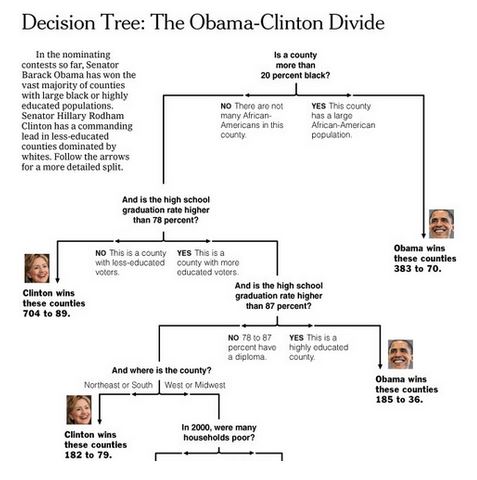 Decision Tree: The Obama-Clinton Divide
In the nominating
contests so far, Senator
Barack Obama has won the
vast majority of counties
with large black or highly
educated populations.
Senator Hillary Rodham
Clinton has a commanding
lead in less-educated
counties dominated by
whites. Follow the arrows
for a more detailed split.
Is a county
more than
20 percent black?
NO There are not
many African-
Americans in this
county.
YES This county
has a large
African-American
population.
And is the high school
graduation rate higher
than 78 percent?
Obama wins
these counties
383 to 70.
NO This is a county
with less-educated
voters.
YES This is a
county with more
educated voters.
Clinton wins
these counties
704 to 89.
And is the high school
graduation rate higher
than 87 percent?
NO 78 to 87
percent have
a diploma.
YES This is a
highly educated
county.
Obama wins
these counties
185 to 36.
And where is the county?
Northeast or South
West or Midwest
Clinton wins
these counties
182 to 79.
In 2000, were many
households poor?